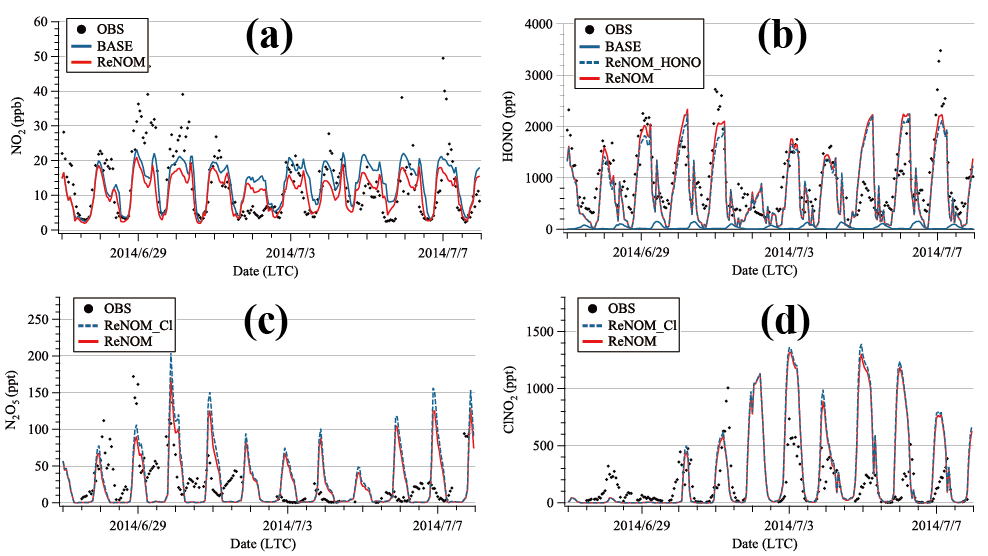 (a)
OBS
BASE
ReNOM
NO2 (ppb)
60
50
40
30
20
10
0
2014/6/29
2014/7/3
2014/7/7
Date (LTC)
(b)
OBS
BASE
ReNOM_HONO
ReNOM
HONO (ppt)
4000
3000
2000
1000
0
2014/6/29
2014/7/3
2014/7/7
Date (LTC)
(c)
OBS
ReNOM_Cl
ReNOM
N2O5 (ppt)
250
200
150
100
50
0
2014/6/29
2014/7/3
2014/7/7
Date (LTC)
(d)
OBS
ReNOM_Cl
ReNOM
ClNO2 (ppt)
1500
1000
500
0
2014/6/29
2014/7/3
2014/7/7
Date (LTC)